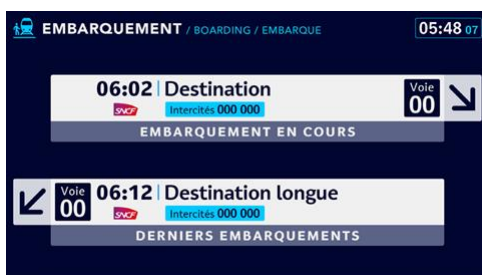 EMBARQUEMENT / BOARDING / EMBARQUE
05:48 07
06:02 Destination
Voie
00
SNCF Intercités 000 000
EMBARQUEMENT EN COURS
Voie
00
06:12 Destination longue
SNCF Intercités 000 000
DERNIERS EMBARQUEMENTS